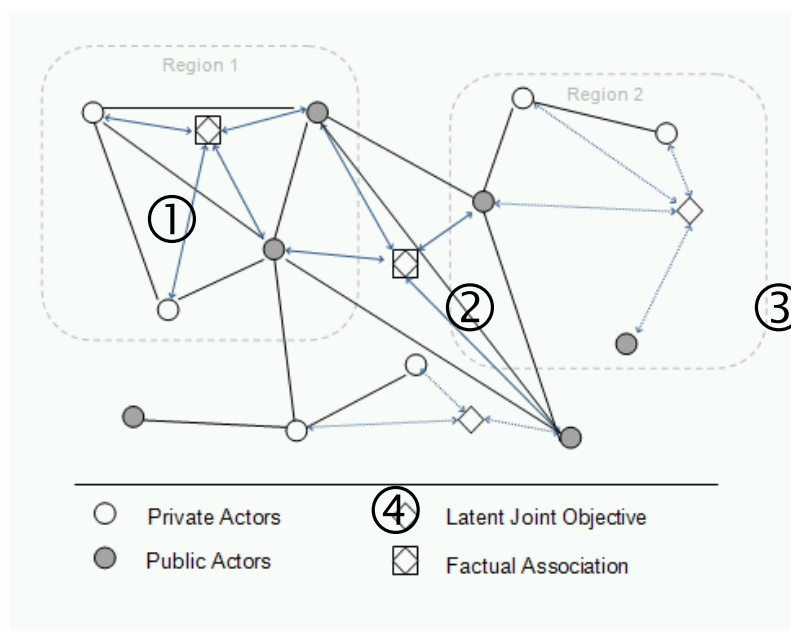 Region 1
Region 2
①
②
③
④
Private Actors
Latent Joint Objective
Public Actors
Factual Association